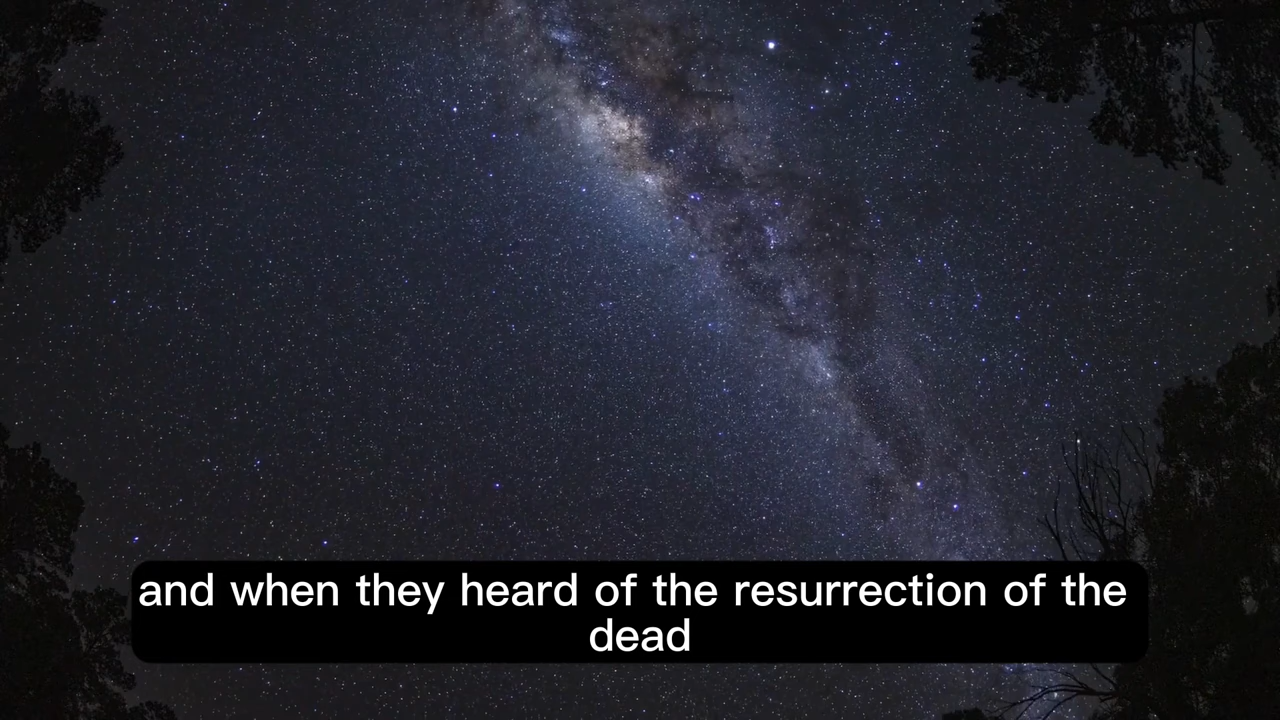 and when they heard of the resurrection of the
dead